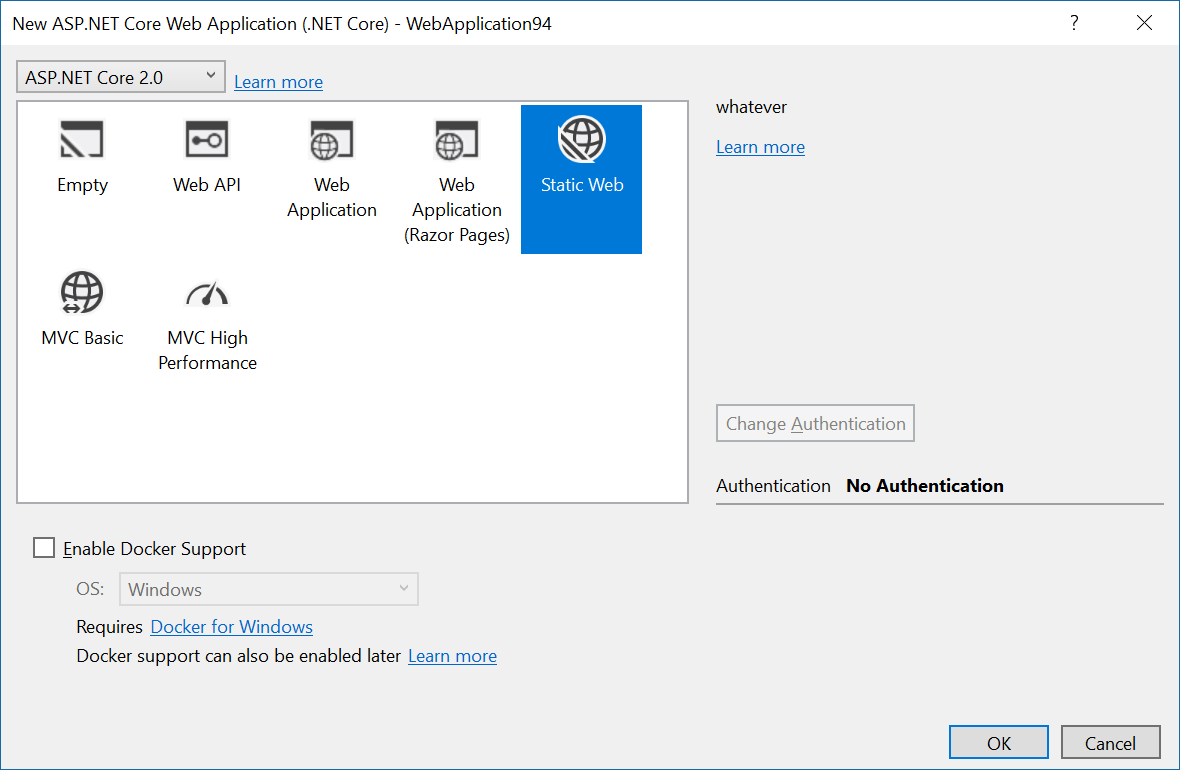 New ASP.NET Core Web Application (.NET Core) - WebApplication94
ASP.NET Core 2.0
Learn more
Empty
Web API
Web
Application
Web
Application
(Razor Pages)
Static Web
MVC Basic
MVC High
Performance
whatever
Learn more
Change Authentication
Authentication No Authentication
Enable Docker Support
OS: Windows
Requires Docker for Windows
Docker support can also be enabled later Learn more
OK
Cancel